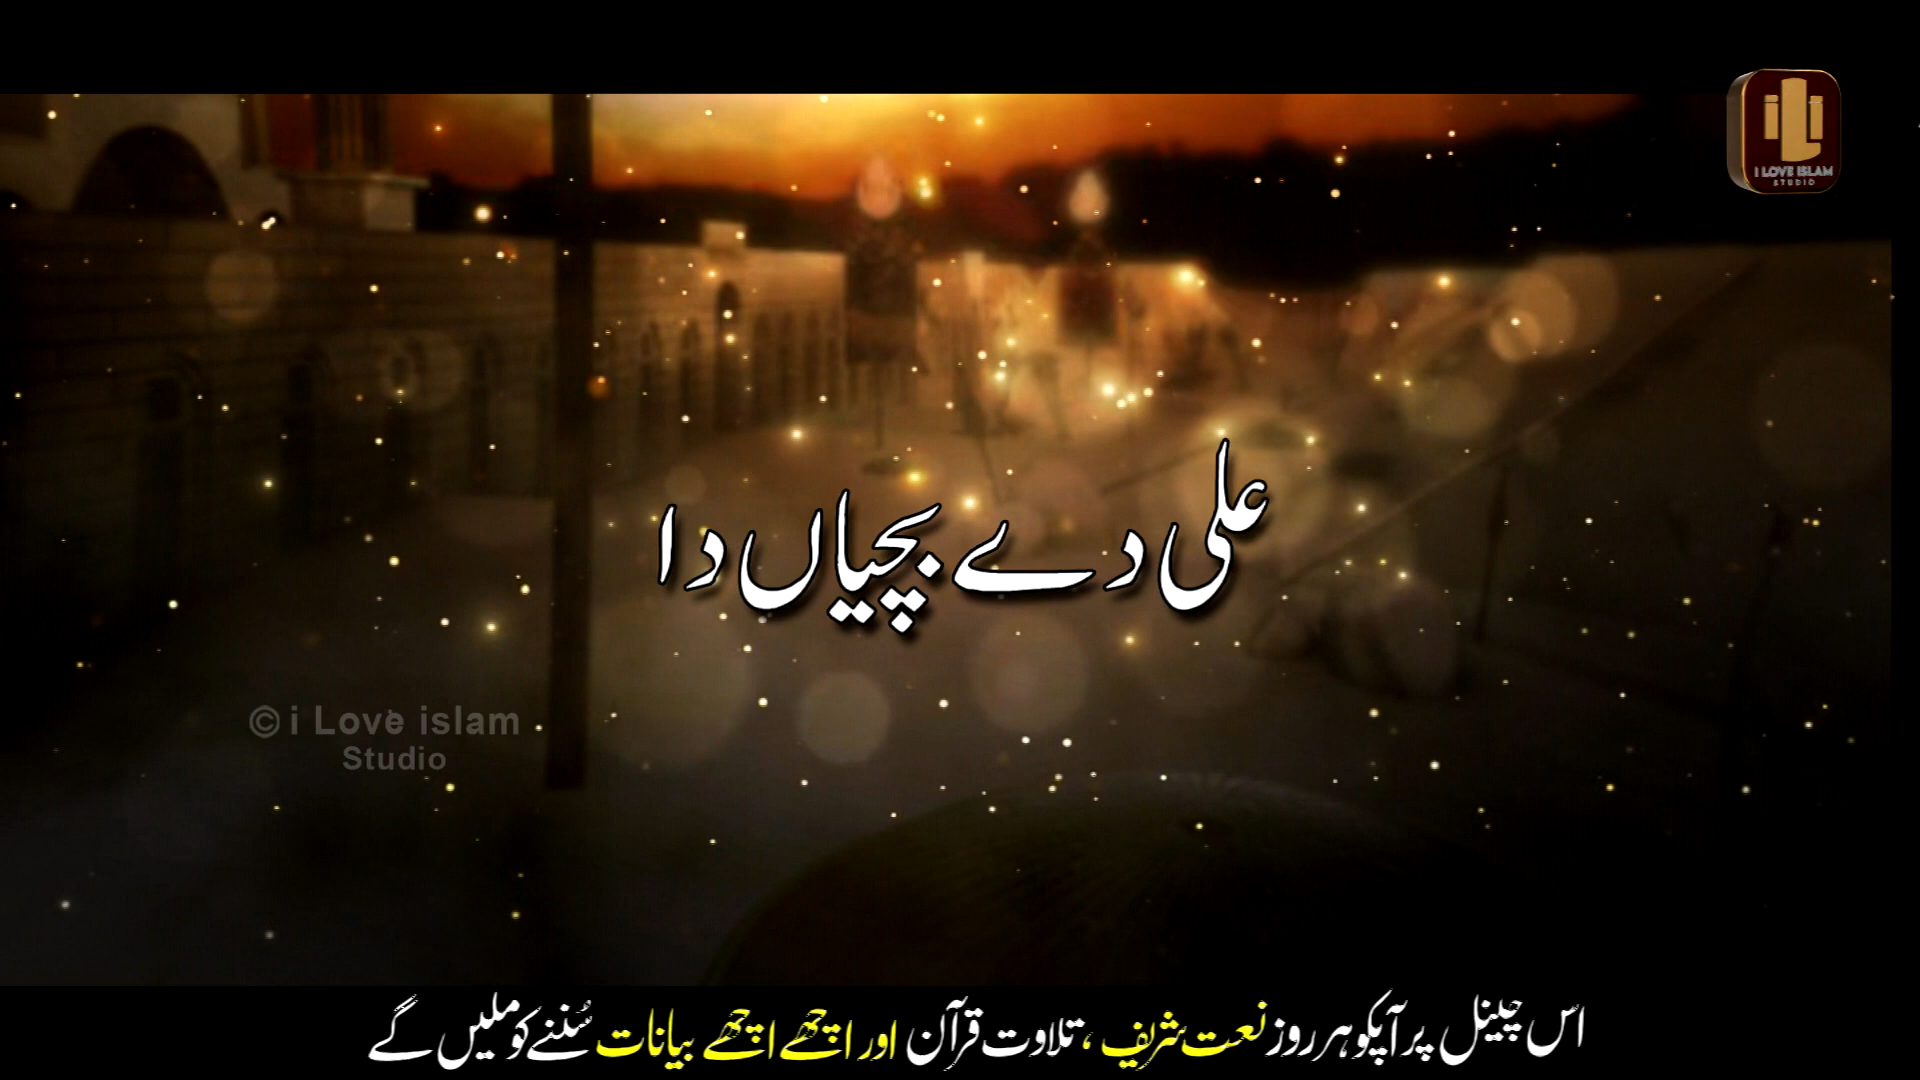 I LOVE ISLAM
STUDIO
علی دے بچیاں دا
© i Love islam
Studio
اس چینل پر آپکو ہر روز نعت شریف، تلاوت قرآن اور اچھے اچھے بیانات سُننے کو ملیں گے